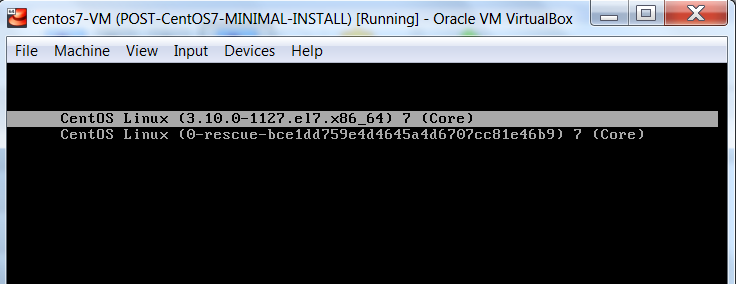 centos7-VM (POST-CentOS7-MINIMAL-INSTALL) [Running] - Oracle VM VirtualBox
File Machine View Input Devices Help
CentOS Linux (3.10.0-1127.el7.x86_64) 7 (Core)
CentOS Linux (0-rescue-bce1dd759e4d4645a4d6707cc81e46b9) 7 (Core)